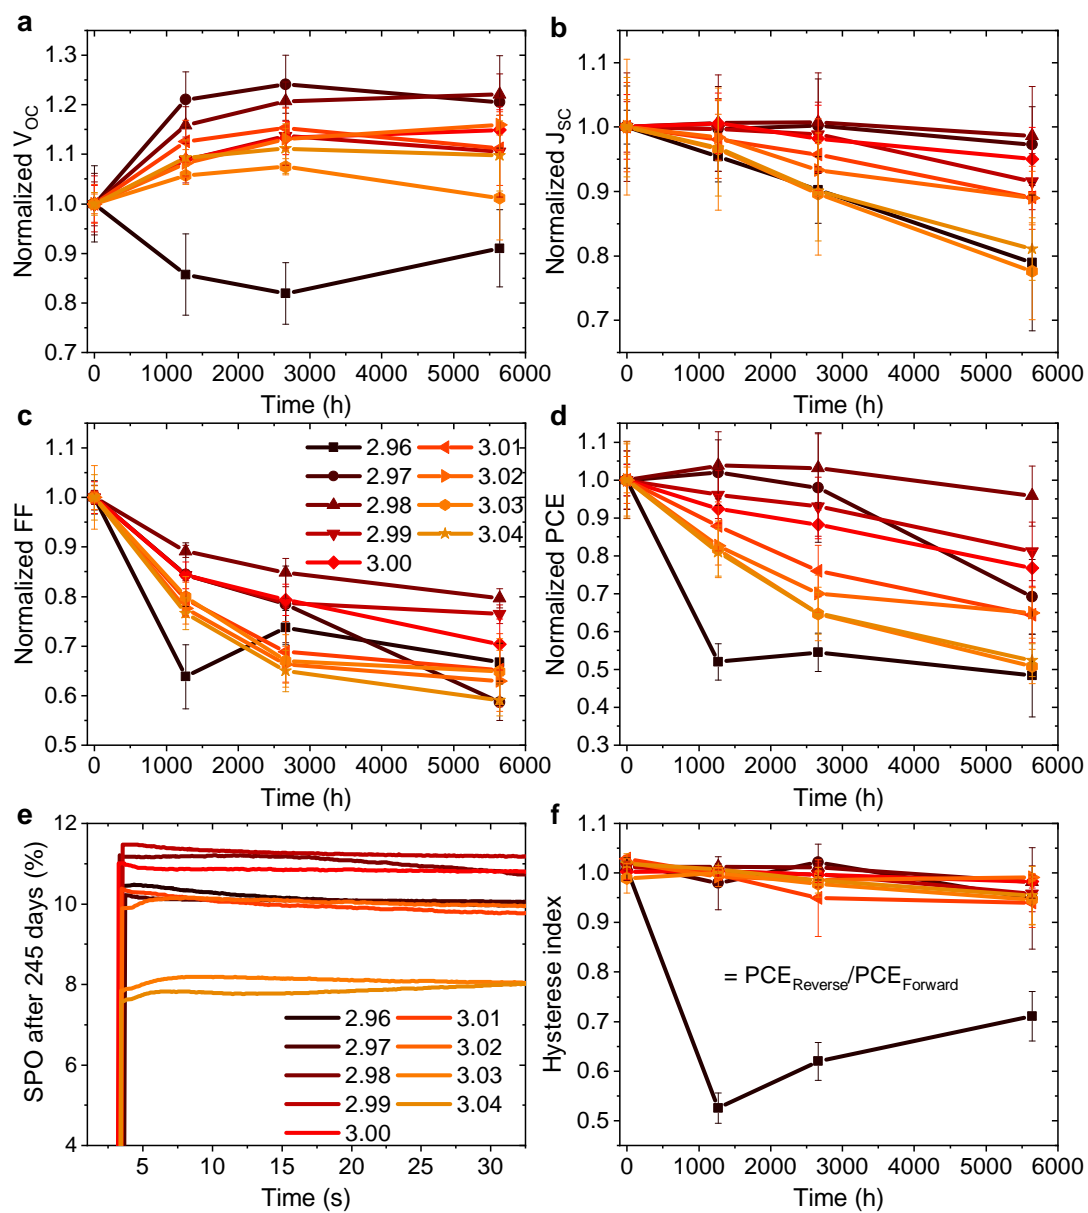 a
Normalized V_OC
1.3
1.2
1.1
1.0
0.9
0.8
0.7
0 1000 2000 3000 4000 5000 6000
Time (h)
b
Normalized J_SC
1.1
1.0
0.9
0.8
0.7
0 1000 2000 3000 4000 5000 6000
Time (h)
c
Normalized FF
1.1
1.0
0.9
0.8
0.7
0.6
0.5
2.96 3.01
2.97 3.02
2.98 3.03
2.99 3.04
3.00
0 1000 2000 3000 4000 5000 6000
Time (h)
d
Normalized PCE
1.1
1.0
0.9
0.8
0.7
0.6
0.5
0.4
0.3
0 1000 2000 3000 4000 5000 6000
Time (h)
e
SPO after 245 days (%)
12
10
8
6
4
2.96 3.01
2.97 3.02
2.98 3.03
2.99 3.04
3.00
5 10 15 20 25 30
Time (s)
f
Hysterese index
1.1
1.0
0.9
0.8
0.7
0.6
0.5
= PCE_Reverse/PCE_Forward
0 1000 2000 3000 4000 5000 6000
Time (h)